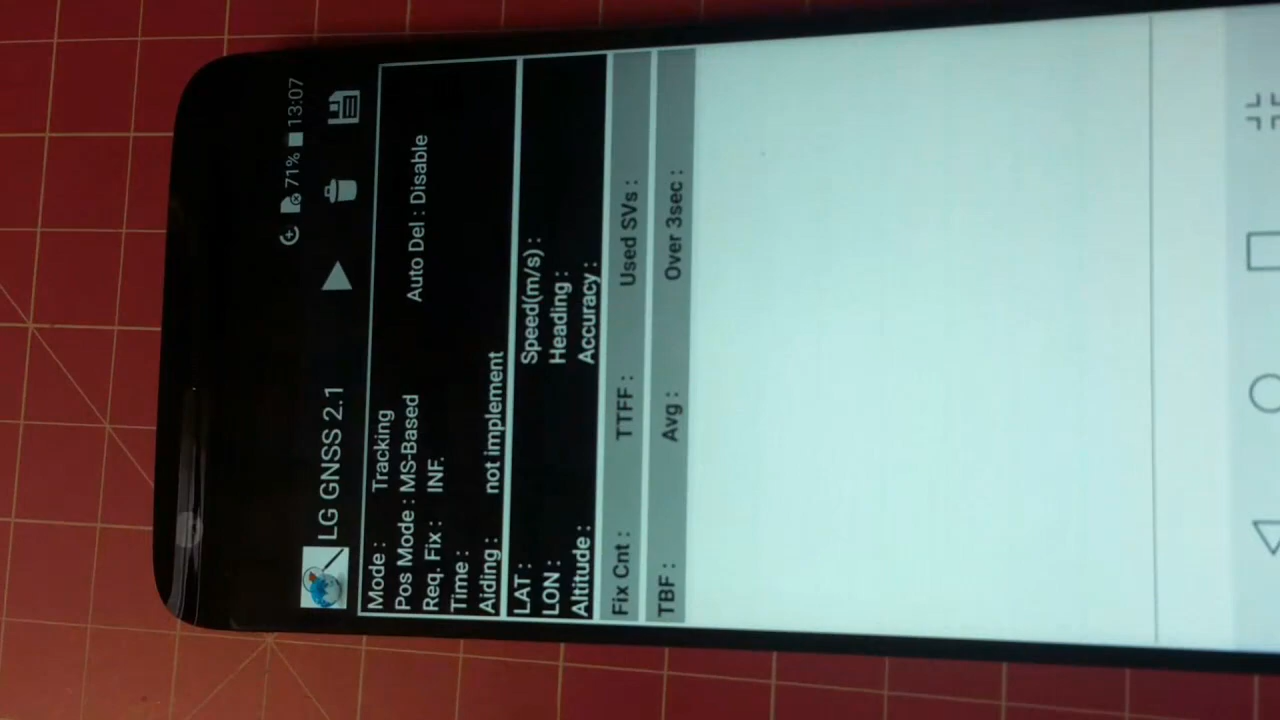 71% 13:07
LG GNSS 2.1
Mode : Tracking
Pos Mode : MS-Based Auto Del : Disable
Req. Fix : INF.
Time :
Aiding : not implement
LAT : Speed(m/s) :
LON : Heading :
Altitude : Accuracy :
Fix Cnt : TTFF : Used SVs :
TBF : Avg : Over 3sec :